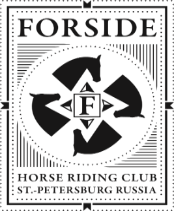 FORSIDE
F
HORSE RIDING CLUB
ST.-PETERSBURG RUSSIA